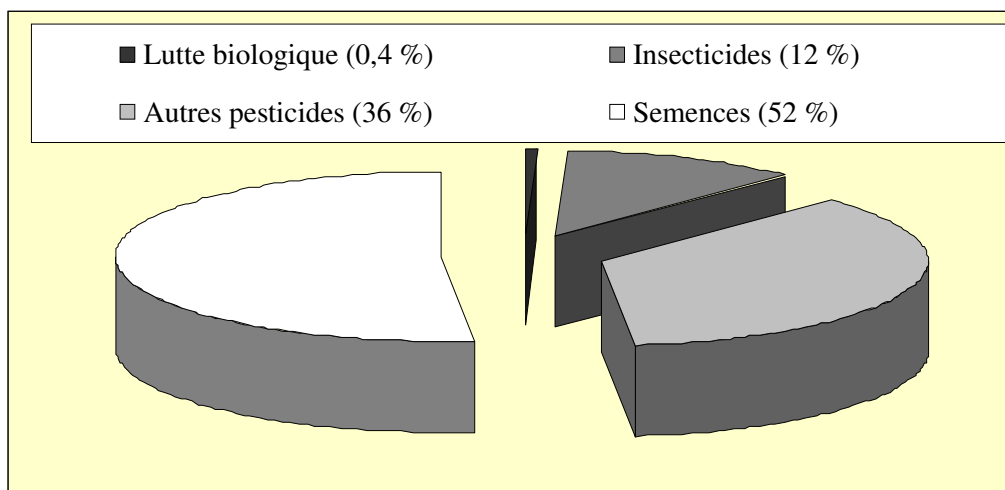 Lutte biologique (0,4 %) Insecticides (12 %)
Autres pesticides (36 %) Semences (52 %)